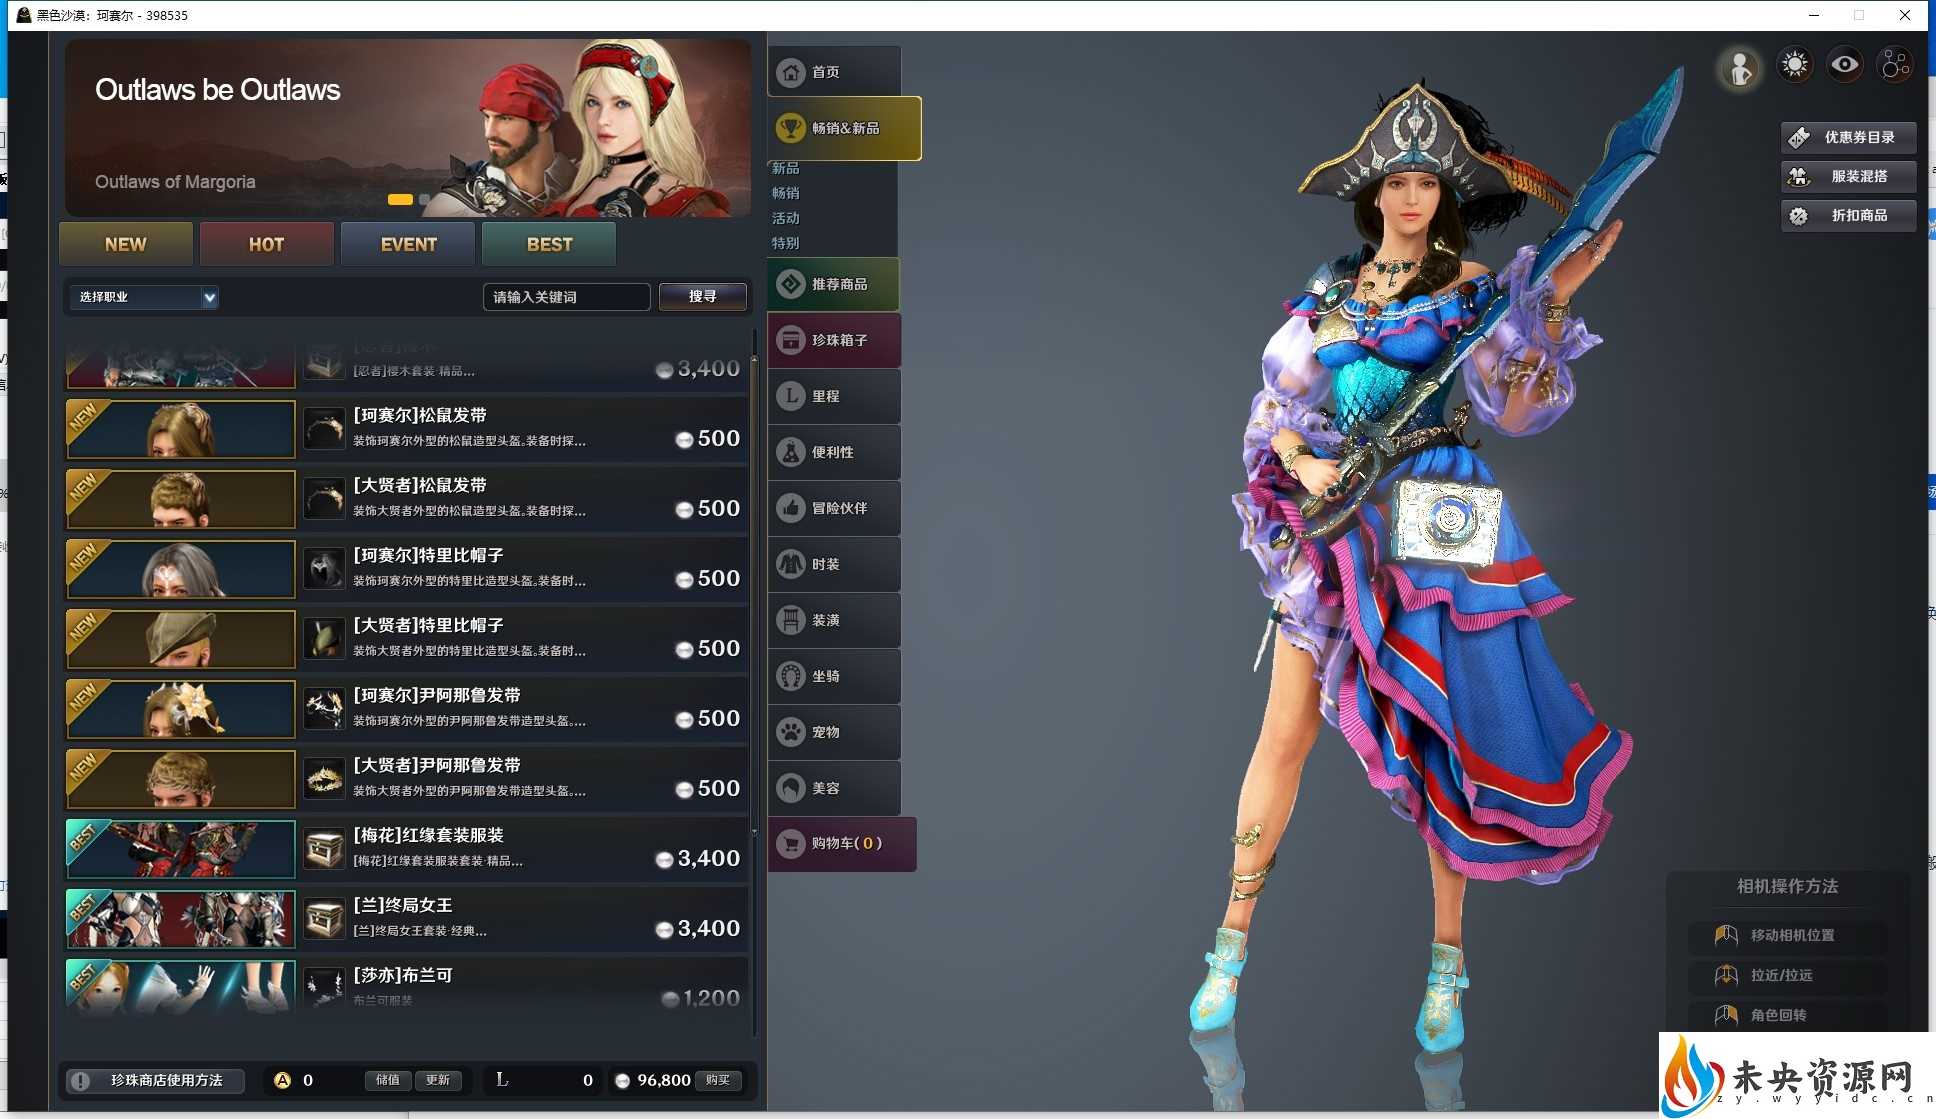 黑色沙漠: 珂赛尔 - 398535
Outlaws be Outlaws
Outlaws of Margoria
NEW
HOT
EVENT
BEST
选择职业
请输入关键词
搜寻
3,400
[忍者]樱木套装 精品...
NEW
[珂赛尔]松鼠发带
装饰珂赛尔外型的松鼠造型头盔。装备时探...
500
NEW
[大贤者]松鼠发带
装饰大贤者外型的松鼠造型头盔。装备时探...
500
NEW
[珂赛尔]特里比帽子
装饰珂赛尔外型的特里比造型头盔。装备时...
500
NEW
[大贤者]特里比帽子
装饰大贤者外型的特里比造型头盔。装备时...
500
NEW
[珂赛尔]尹阿那鲁发带
装饰珂赛尔外型的尹阿那鲁发带造型头盔。...
500
NEW
[大贤者]尹阿那鲁发带
装饰大贤者外型的尹阿那鲁发带造型头盔。...
500
BEST
[梅花]红缘套装服装
[梅花]红缘套装服装套装·精品...
3,400
BEST
[兰]终局女王
[兰]终局女王套装·经典...
3,400
BEST
[莎亦]布兰可
布兰可服装
1,200
珍珠商店使用方法
A 0
储值
更新
L 0
96,800
购买
首页
畅销&新品
新品
畅销
活动
特别
推荐商品
珍珠箱子
L 里程
便利性
冒险伙伴
时装
装潢
坐骑
宠物
美容
购物车( 0 )
优惠券目录
服装混搭
折扣商品
相机操作方法
移动相机位置
拉近/拉远
角色回转
未央资源网
zy.wyyidc.cn